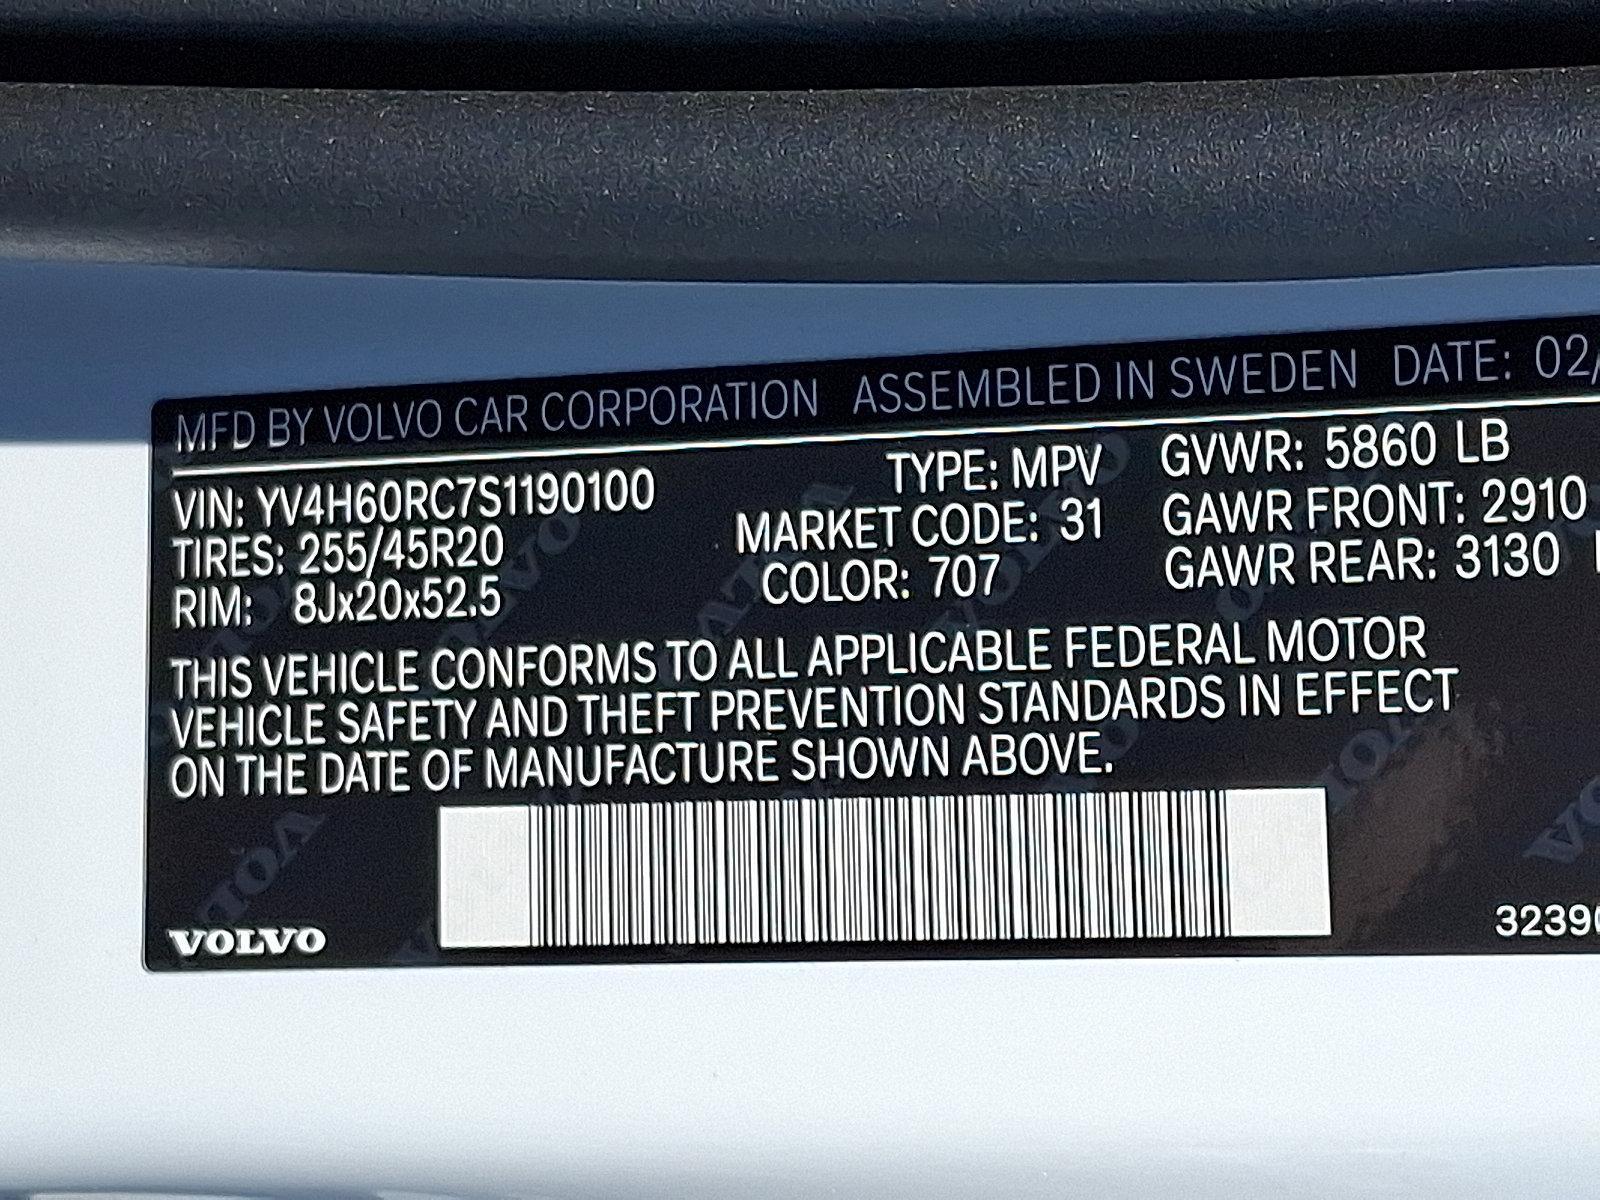 MFD BY VOLVO CAR CORPORATION ASSEMBLED IN SWEDEN DATE: 02/
VIN: YV4H60RC7S1190100 TYPE: MPV GVWR: 5860 LB
TIRES: 255/45R20 MARKET CODE: 31 GAWR FRONT: 2910
RIM: 8Jx20x52.5 COLOR: 707 GAWR REAR: 3130
THIS VEHICLE CONFORMS TO ALL APPLICABLE FEDERAL MOTOR
VEHICLE SAFETY AND THEFT PREVENTION STANDARDS IN EFFECT
ON THE DATE OF MANUFACTURE SHOWN ABOVE.
VOLVO 3239